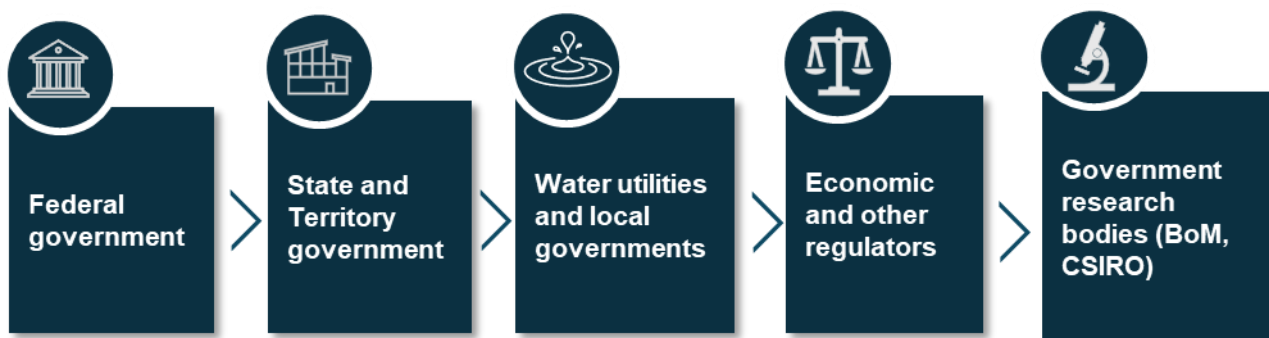 Federal
government
State and
Territory
government
Water utilities
and local
governments
Economic
and other
regulators
Government
research
bodies (BoM,
CSIRO)